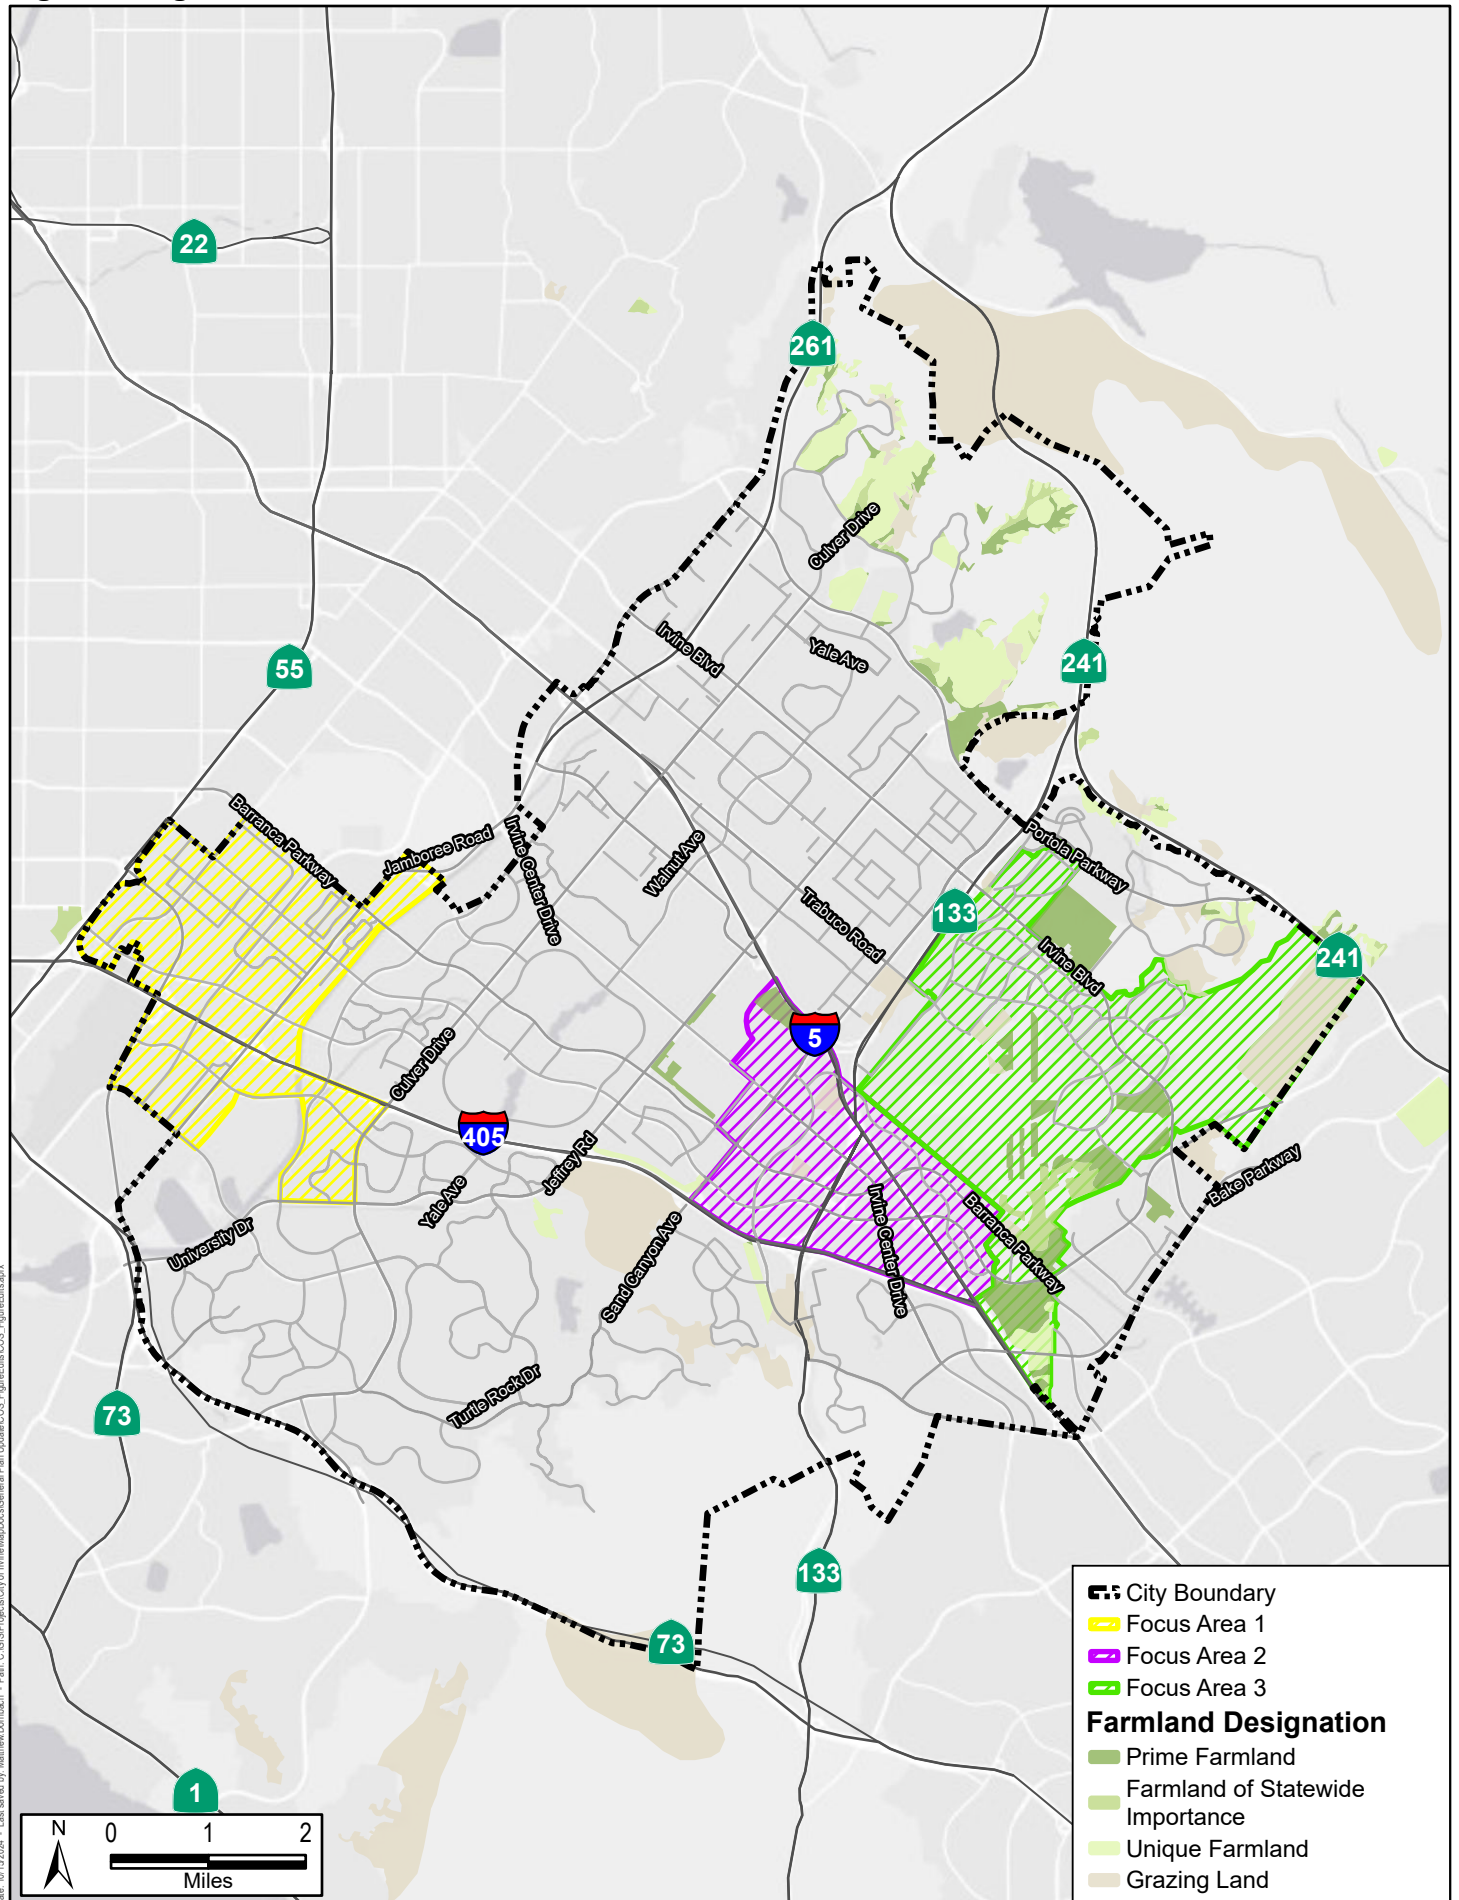 22
261
55
241
Culver Drive
Irvine Blvd
Yale Ave
Barranca Parkway
Jamboree Road
Irvine Center Drive
Walnut Ave
Trabuco Road
Portola Parkway
133
Irvine Blvd
241
5
Culver Drive
405
Jeffrey Rd
Yale Ave
University Dr
Sand Canyon Ave
Irvine Center Drive
Barranca Parkway
Bake Parkway
Turtle Rock Dr
73
133
73
1
N
0 1 2
Miles
City Boundary
Focus Area 1
Focus Area 2
Focus Area 3
Farmland Designation
Prime Farmland
Farmland of Statewide
Importance
Unique Farmland
Grazing Land